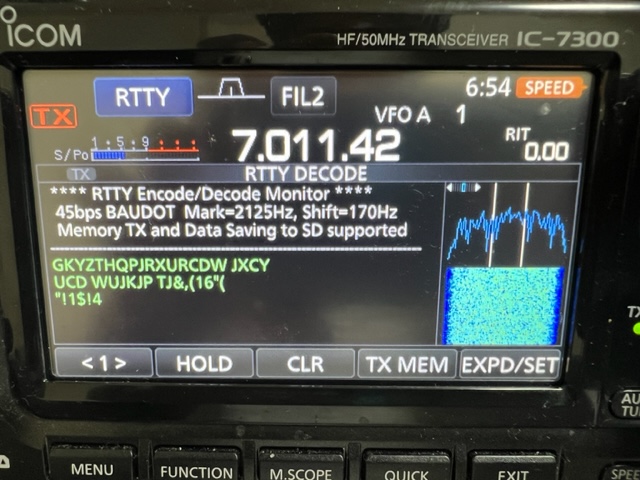 ICOM
HF/50MHz TRANSCEIVER IC-7300
TX RTTY FIL2 6:54 SPEED
VFO A 1
S/Po 1 5 9 7.011.42 RIT 0.00
TX RTTY DECODE
**** RTTY Encode/Decode Monitor ****
45bps BAUDOT Mark=2125Hz, Shift=170Hz
Memory TX and Data Saving to SD supported
GKYZTHQPJRXURCDW JXCY
UCD WUJKJP TJ&,(16"(
"!1$!4
<1> HOLD CLR TX MEM EXPD/SET
MENU FUNCTION M.SCOPE QUICK EXIT